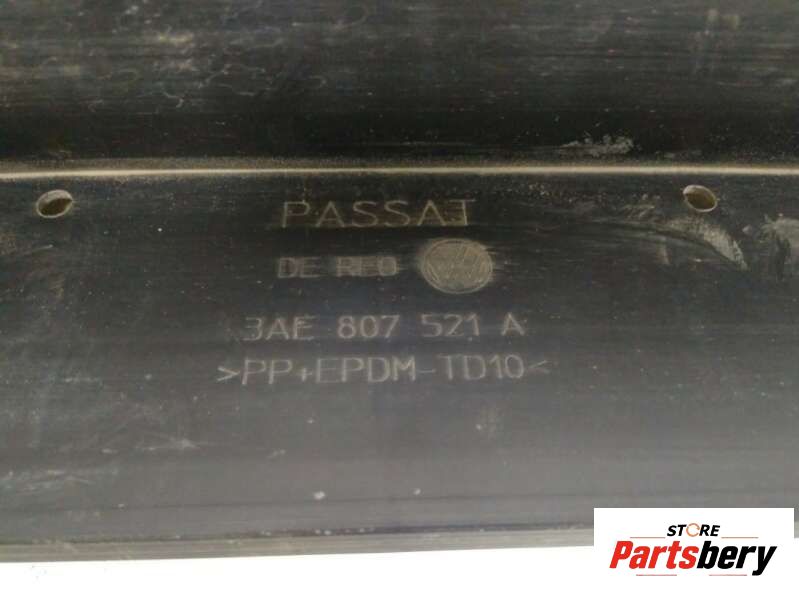 PASSAT
DE REO
3AE 807 521 A
>PP+EPDM-TD10<
STORE
Partsbery